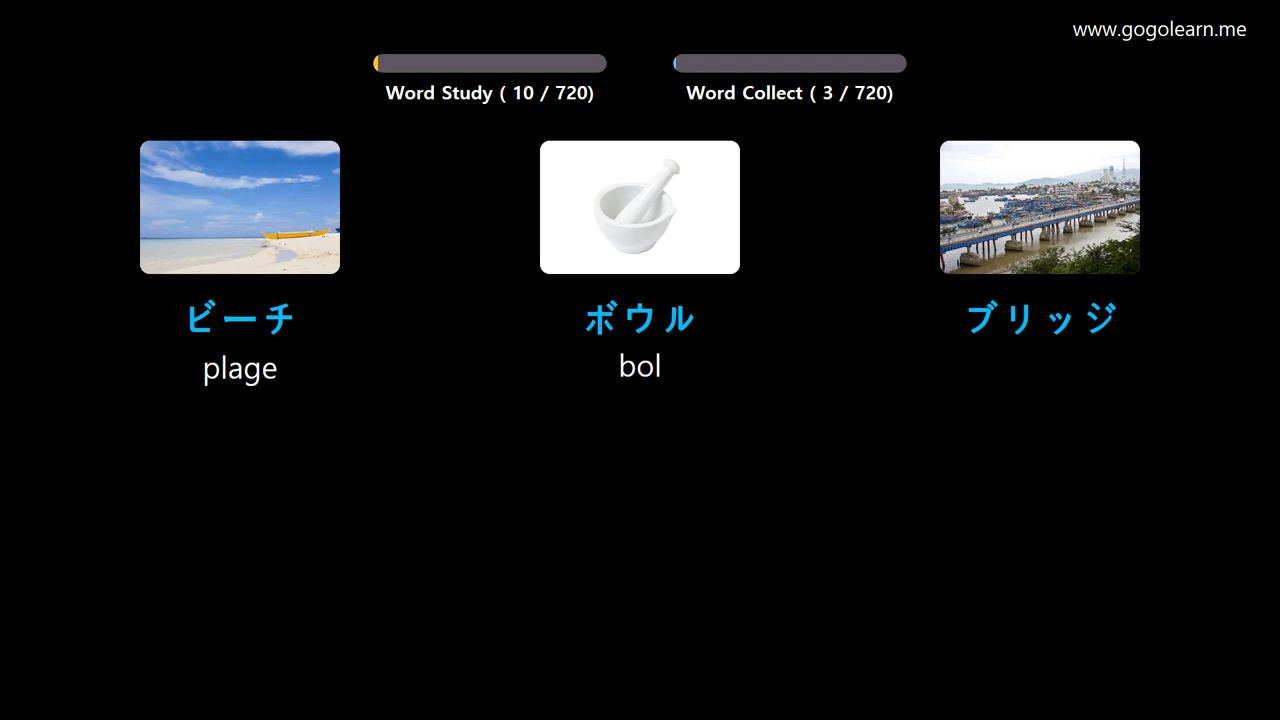 www.gogolearn.me
Word Study ( 10 / 720)
Word Collect ( 3 / 720)
ビーチ
ボウル
ブリッジ
plage
bol